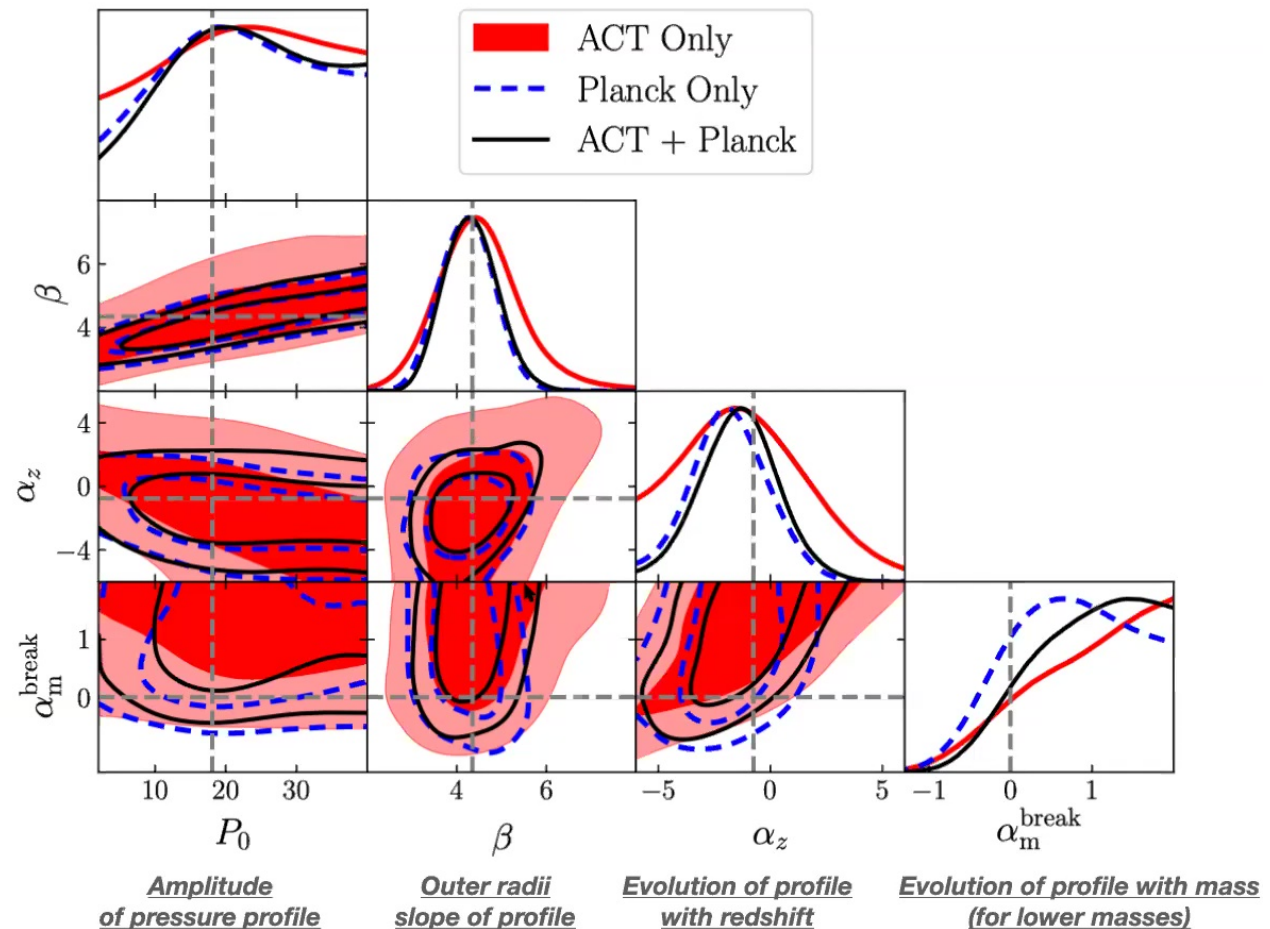 ACT Only
Planck Only
ACT + Planck
6
4
β
4
0
−4
α_z
1
0
α_m^break
10 20 30
4 6
−5 0 5
−1 0 1
P_0
β
α_z
α_m^break
Amplitude
of pressure profile
Outer radii
slope of profile
Evolution of profile
with redshift
Evolution of profile with mass
(for lower masses)